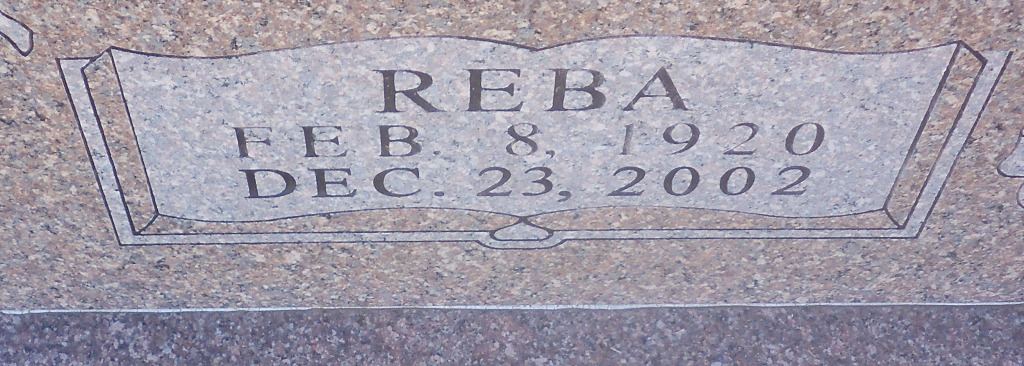 REBA
FEB. 8, 1920
DEC. 23, 2002